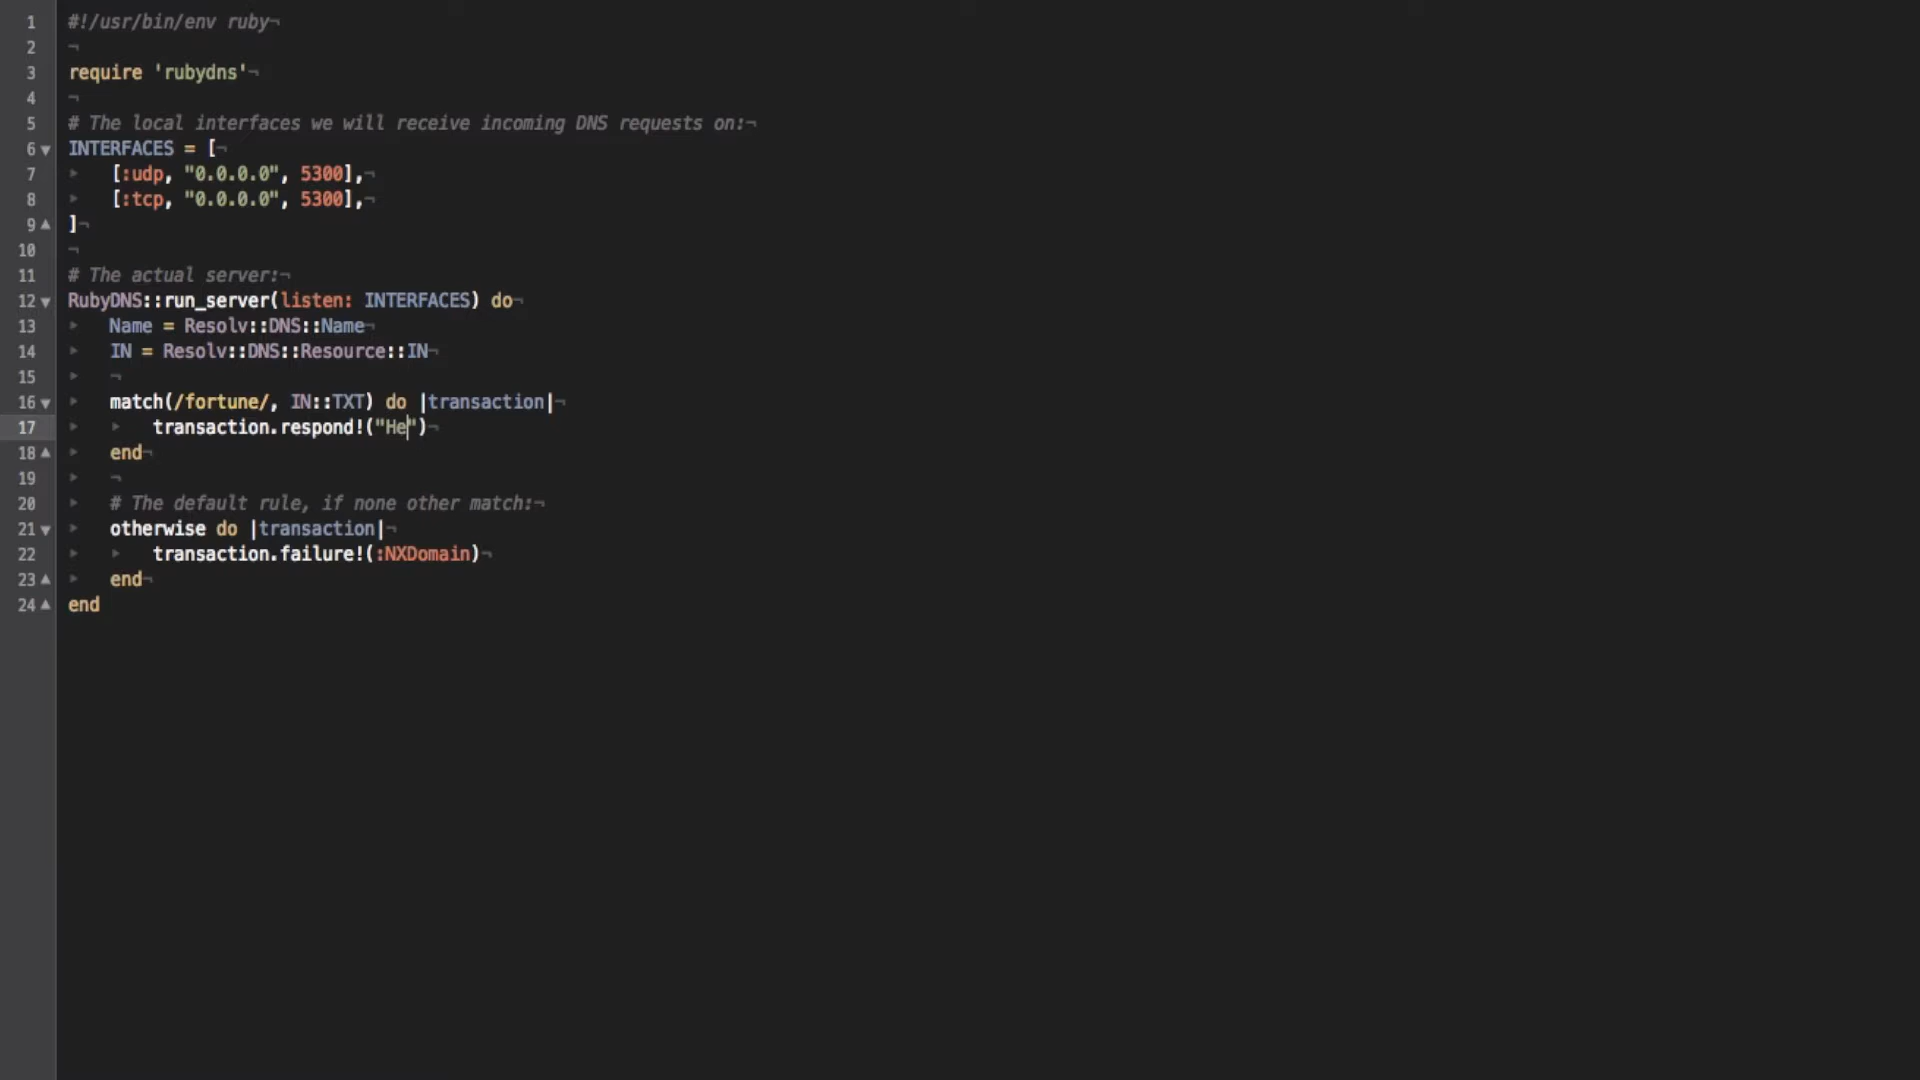 1 #!/usr/bin/env ruby¬
2 ¬
3 require 'rubydns'¬
4 ¬
5 # The local interfaces we will receive incoming DNS requests on:¬
6 ▼ INTERFACES = [¬
7 ▸ [:udp, "0.0.0.0", 5300],¬
8 ▸ [:tcp, "0.0.0.0", 5300],¬
9 ▲ ]¬
10 ¬
11 # The actual server:¬
12 ▼ RubyDNS::run_server(listen: INTERFACES) do¬
13 ▸ Name = Resolv::DNS::Name¬
14 ▸ IN = Resolv::DNS::Resource::IN¬
15 ▸ ¬
16 ▼ ▸ match(/fortune/, IN::TXT) do |transaction|¬
17 ▸ ▸ transaction.respond!("He")¬
18 ▲ ▸ end¬
19 ▸ ¬
20 ▸ # The default rule, if none other match:¬
21 ▼ ▸ otherwise do |transaction|¬
22 ▸ ▸ transaction.failure!(:NXDomain)¬
23 ▲ ▸ end¬
24 ▲ end